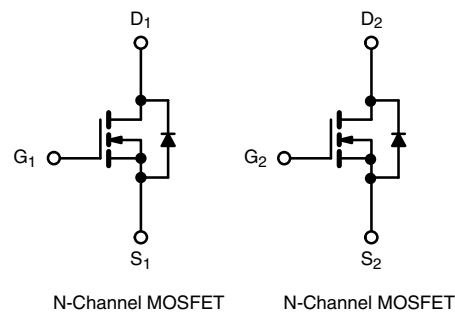 D1 D2
G1 G2
S1 S2
N-Channel MOSFET N-Channel MOSFET